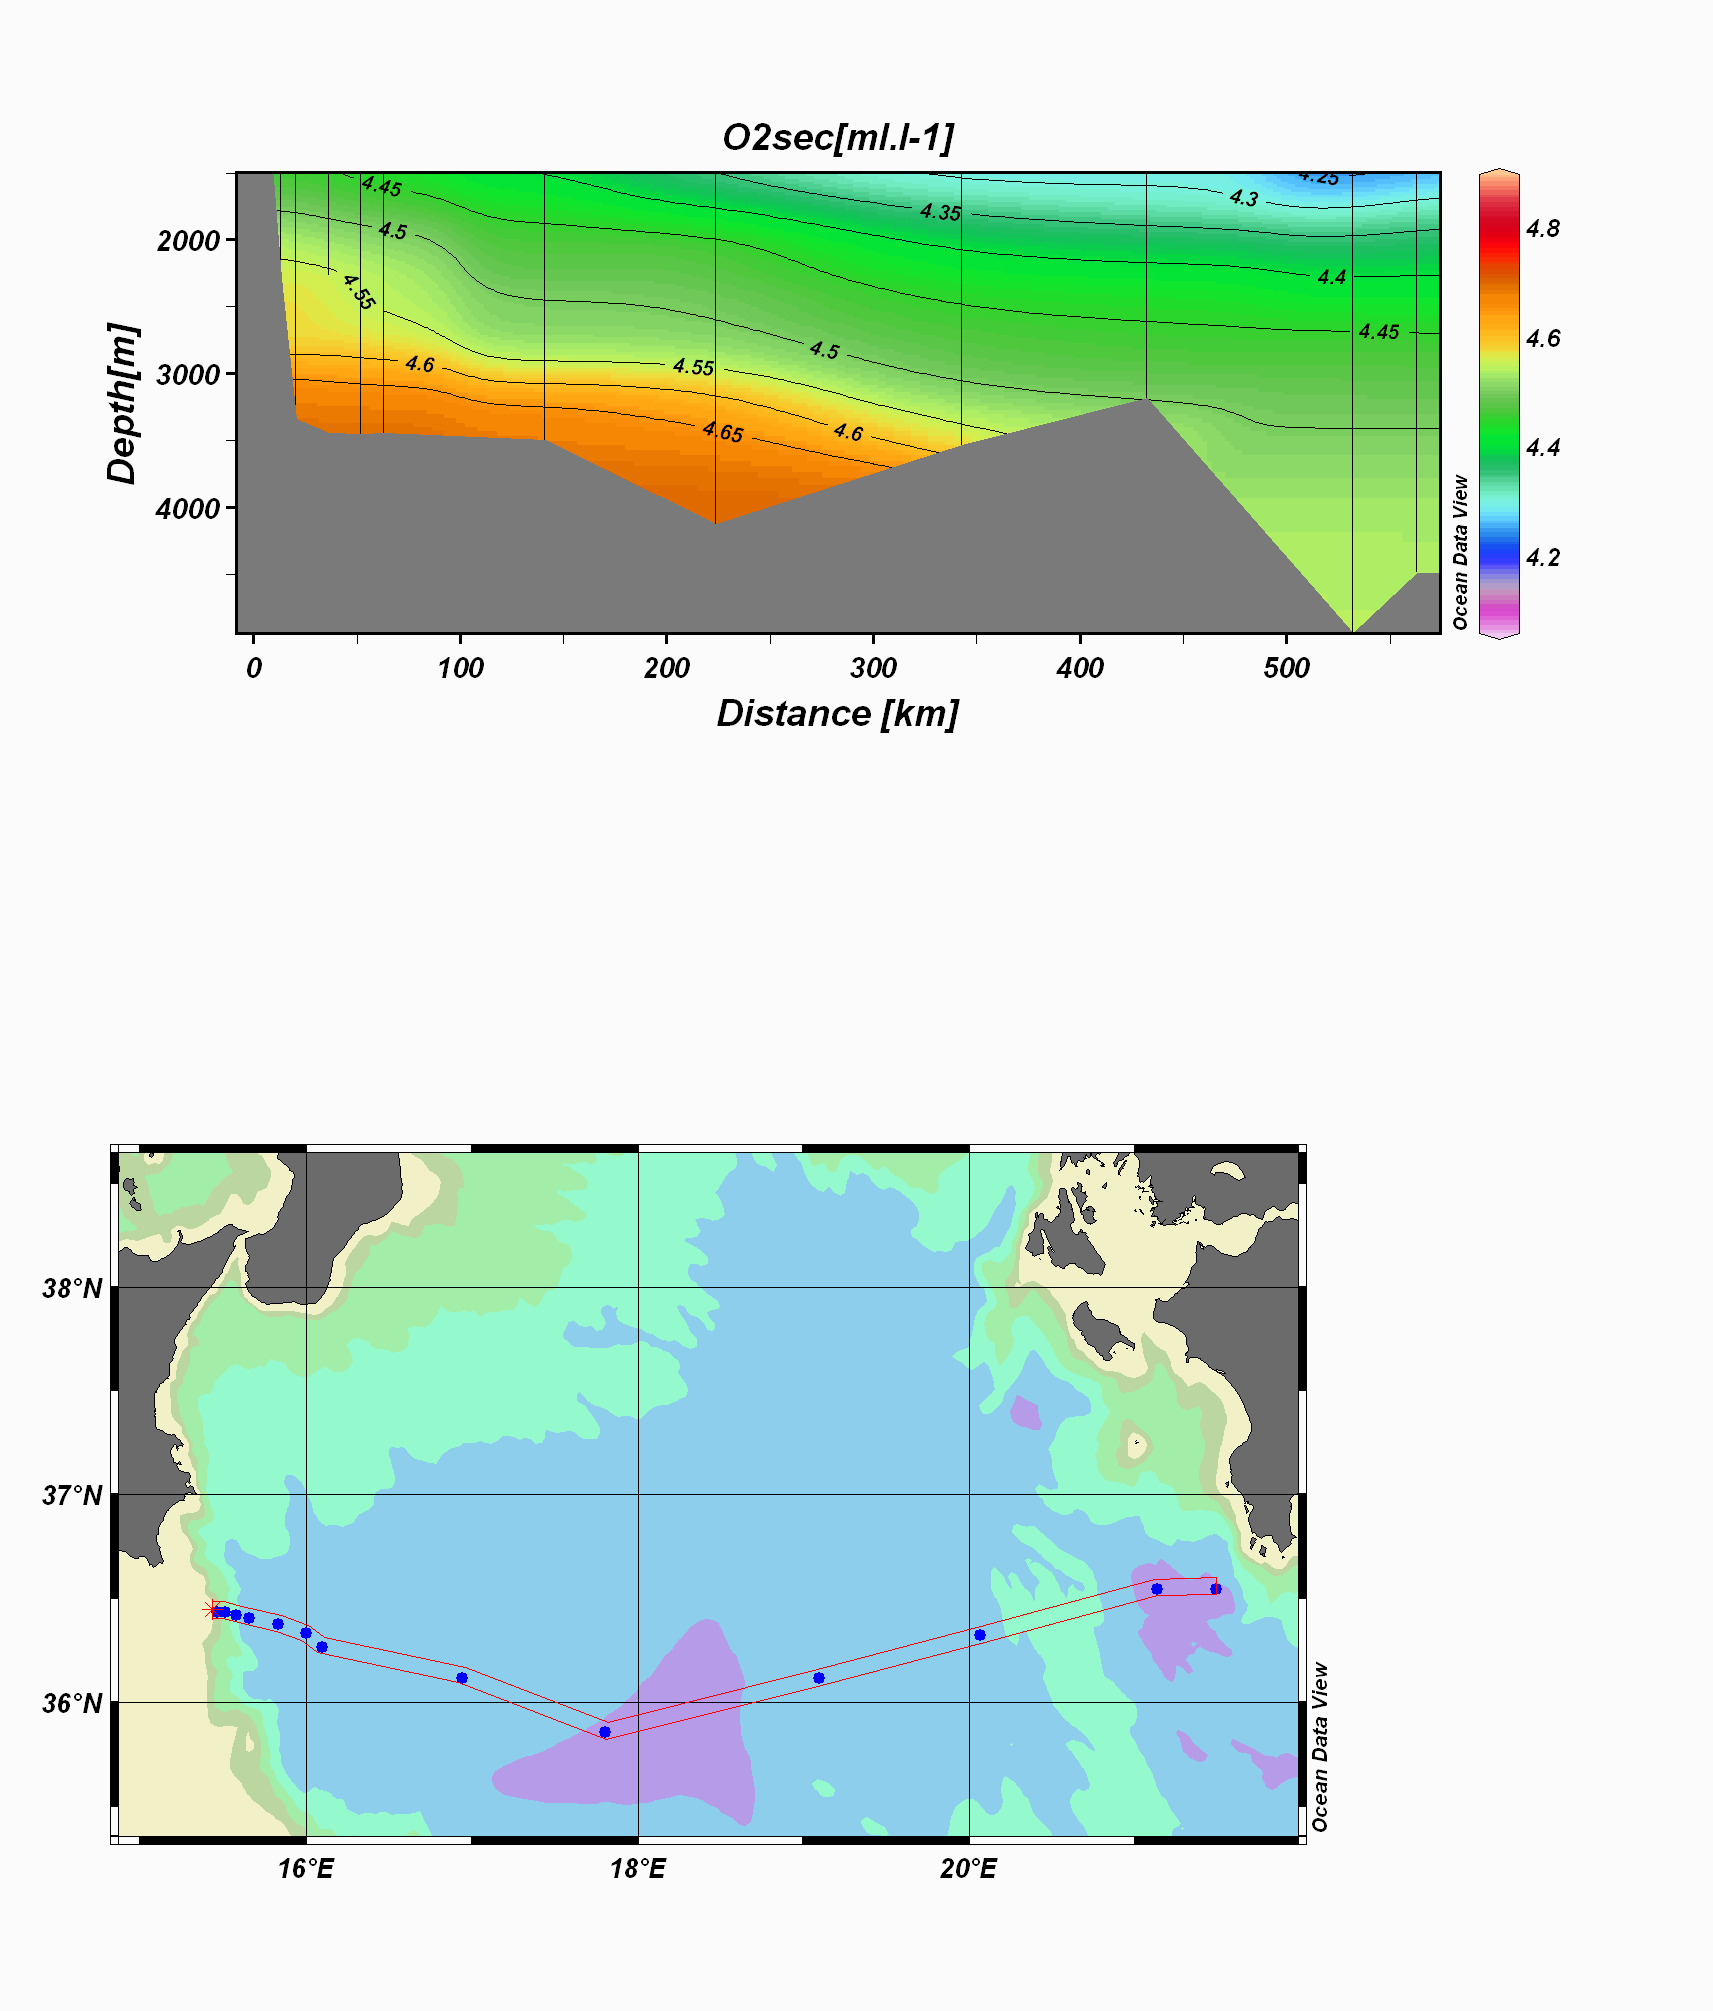 O2sec[ml.l-1]
4.45
4.5
4.55
4.6
4.65
4.55
4.6
4.5
4.35
4.3
4.25
4.4
4.45
2000
3000
4000
Depth[m]
0 100 200 300 400 500
Distance [km]
4.8
4.6
4.4
4.2
Ocean Data View
38°N
37°N
36°N
16°E 18°E 20°E
Ocean Data View